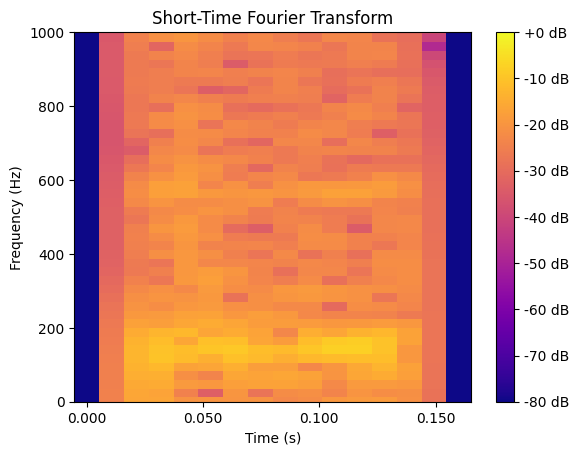 Short-Time Fourier Transform
1000
800
600
400
200
0
Frequency (Hz)
0.000
0.050
0.100
0.150
Time (s)
+0 dB
-10 dB
-20 dB
-30 dB
-40 dB
-50 dB
-60 dB
-70 dB
-80 dB